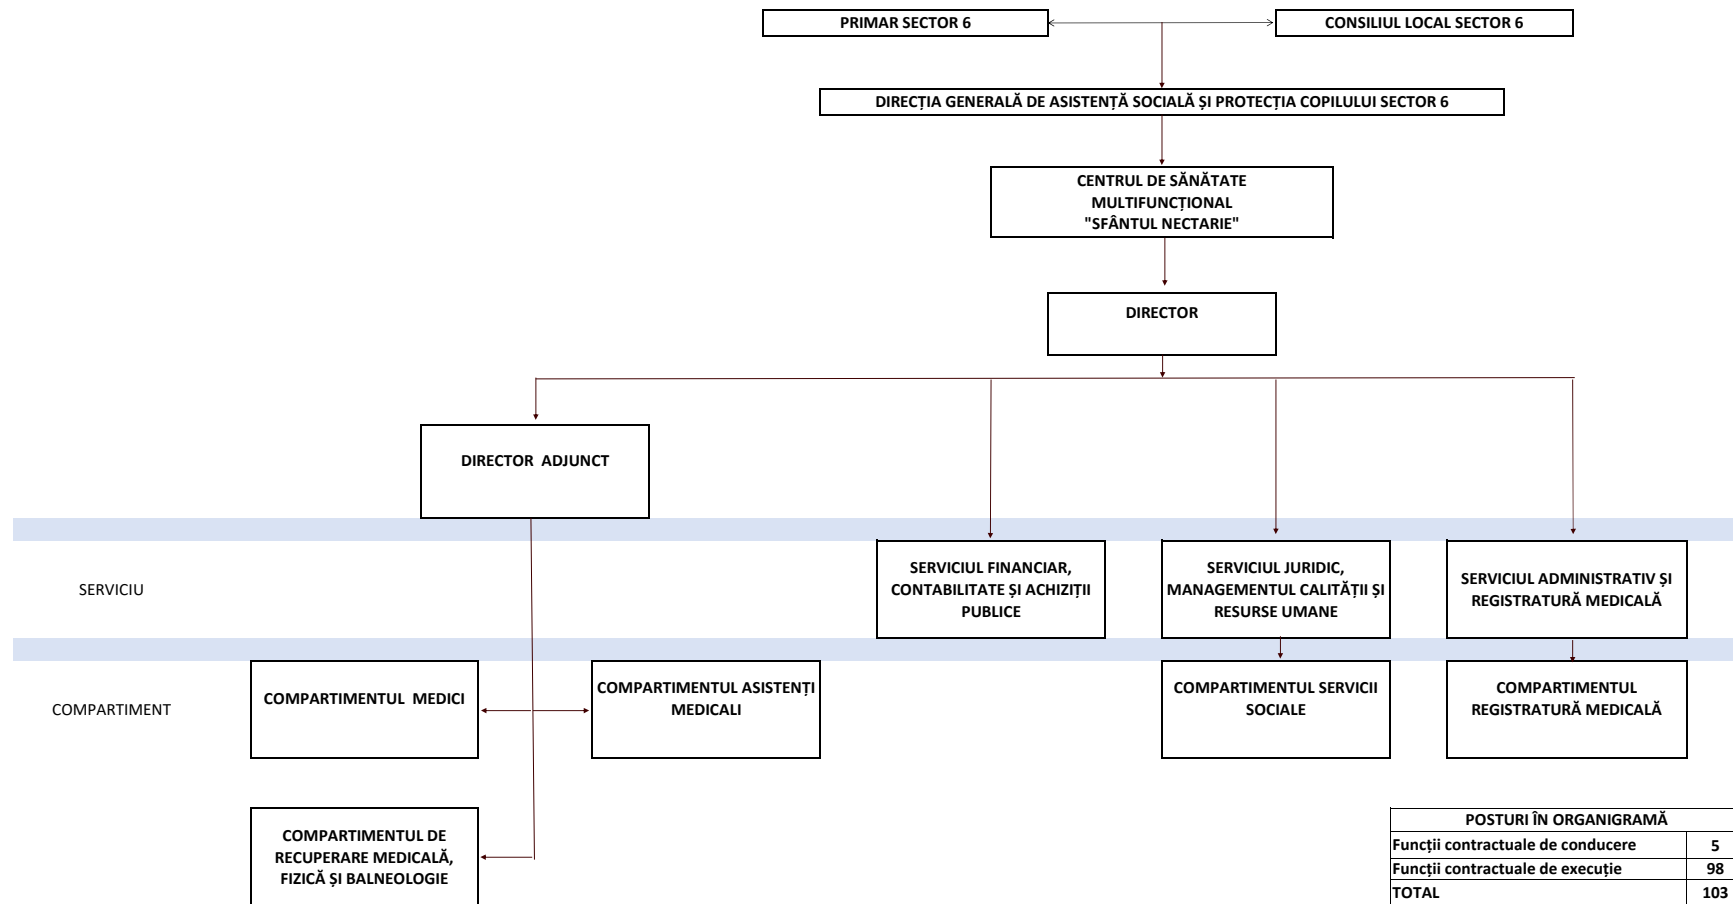 PRIMAR SECTOR 6
CONSILIUL LOCAL SECTOR 6
DIRECȚIA GENERALĂ DE ASISTENȚĂ SOCIALĂ ȘI PROTECȚIA COPILULUI SECTOR 6
CENTRUL DE SĂNĂTATE
MULTIFUNCȚIONAL
"SFÂNTUL NECTARIE"
DIRECTOR
DIRECTOR ADJUNCT
SERVICIU
SERVICIUL FINANCIAR,
CONTABILITATE ȘI ACHIZIȚII
PUBLICE
SERVICIUL JURIDIC,
MANAGEMENTUL CALITĂȚII ȘI
RESURSE UMANE
SERVICIUL ADMINISTRATIV ȘI
REGISTRATURĂ MEDICALĂ
COMPARTIMENT
COMPARTIMENTUL MEDICI
COMPARTIMENTUL ASISTENȚI
MEDICALI
COMPARTIMENTUL SERVICII
SOCIALE
COMPARTIMENTUL
REGISTRATURĂ MEDICALĂ
COMPARTIMENTUL DE
RECUPERARE MEDICALĂ,
FIZICĂ ȘI BALNEOLOGIE
POSTURI ÎN ORGANIGRAMĂ
Funcții contractuale de conducere 5
Funcții contractuale de execuție 98
TOTAL 103